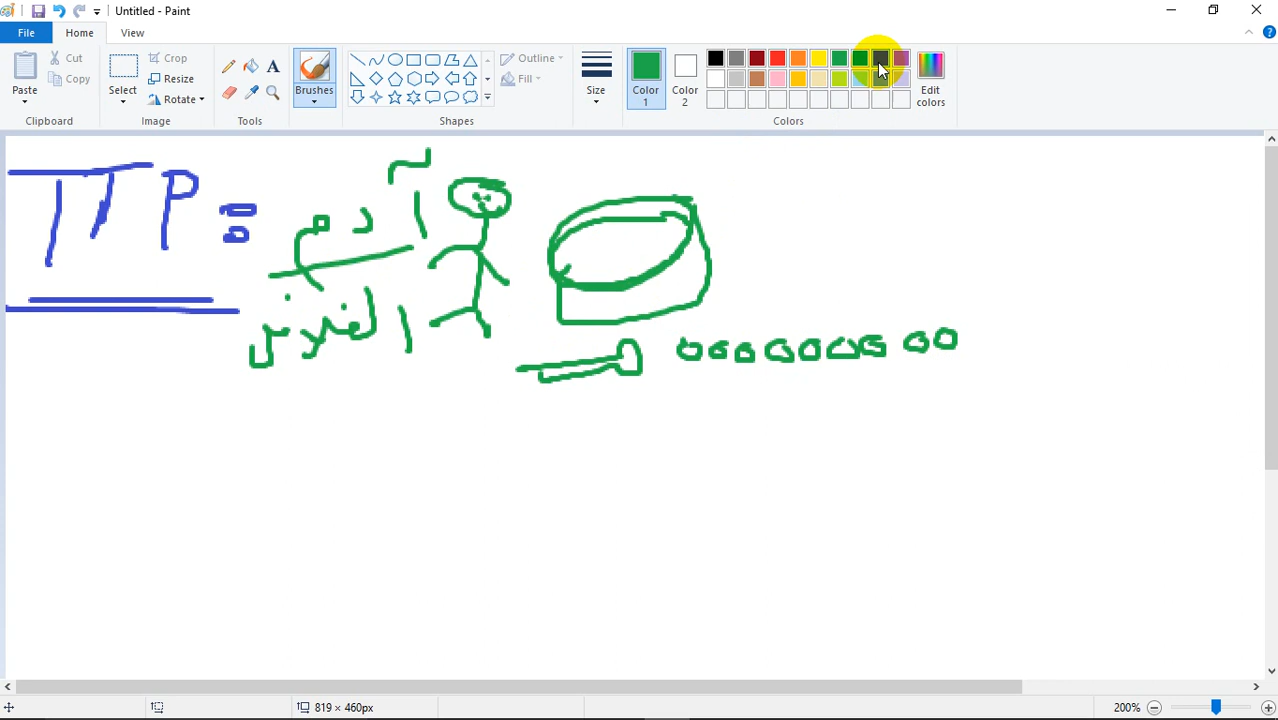 Untitled - Paint
File Home View
Paste Cut Copy Clipboard
Select Crop Resize Rotate Image
Tools
Brushes
Shapes Outline Fill
Size
Color 1 Color 2 Edit colors Colors
TTP =
819 × 460px 200%